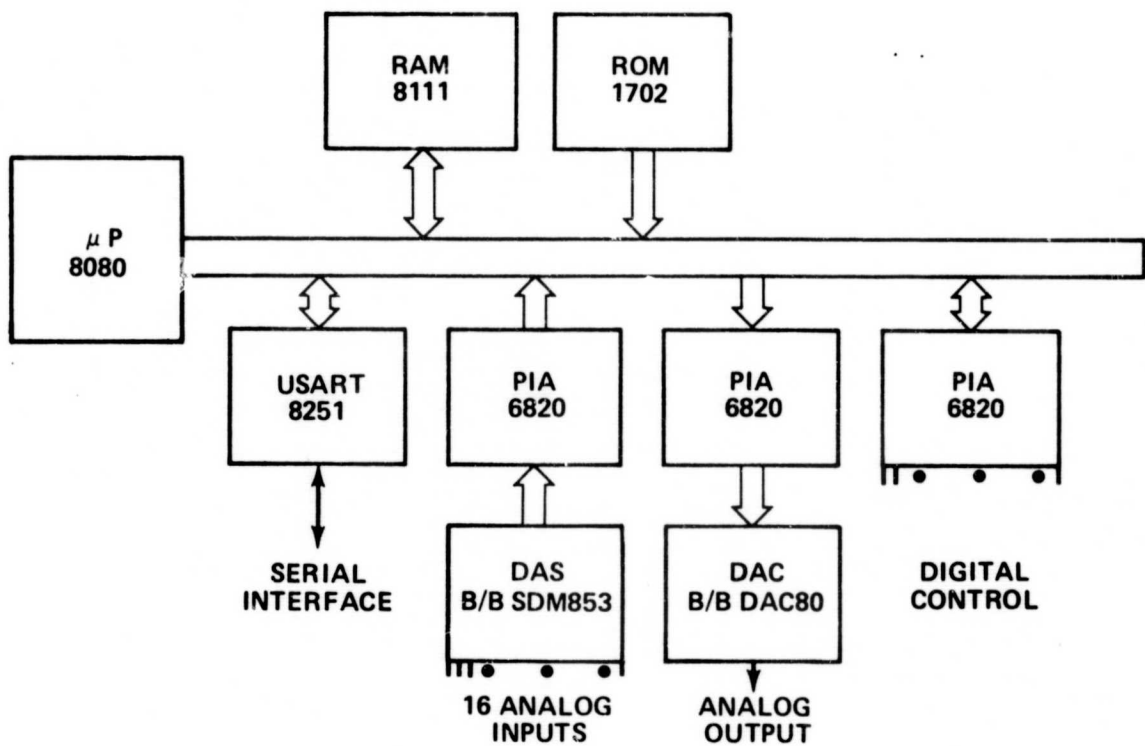 RAM
8111
ROM
1702
μ P
8080
USART
8251
PIA
6820
PIA
6820
PIA
6820
SERIAL
INTERFACE
DAS
B/B SDM853
DAC
B/B DAC80
DIGITAL
CONTROL
16 ANALOG
INPUTS
ANALOG
OUTPUT